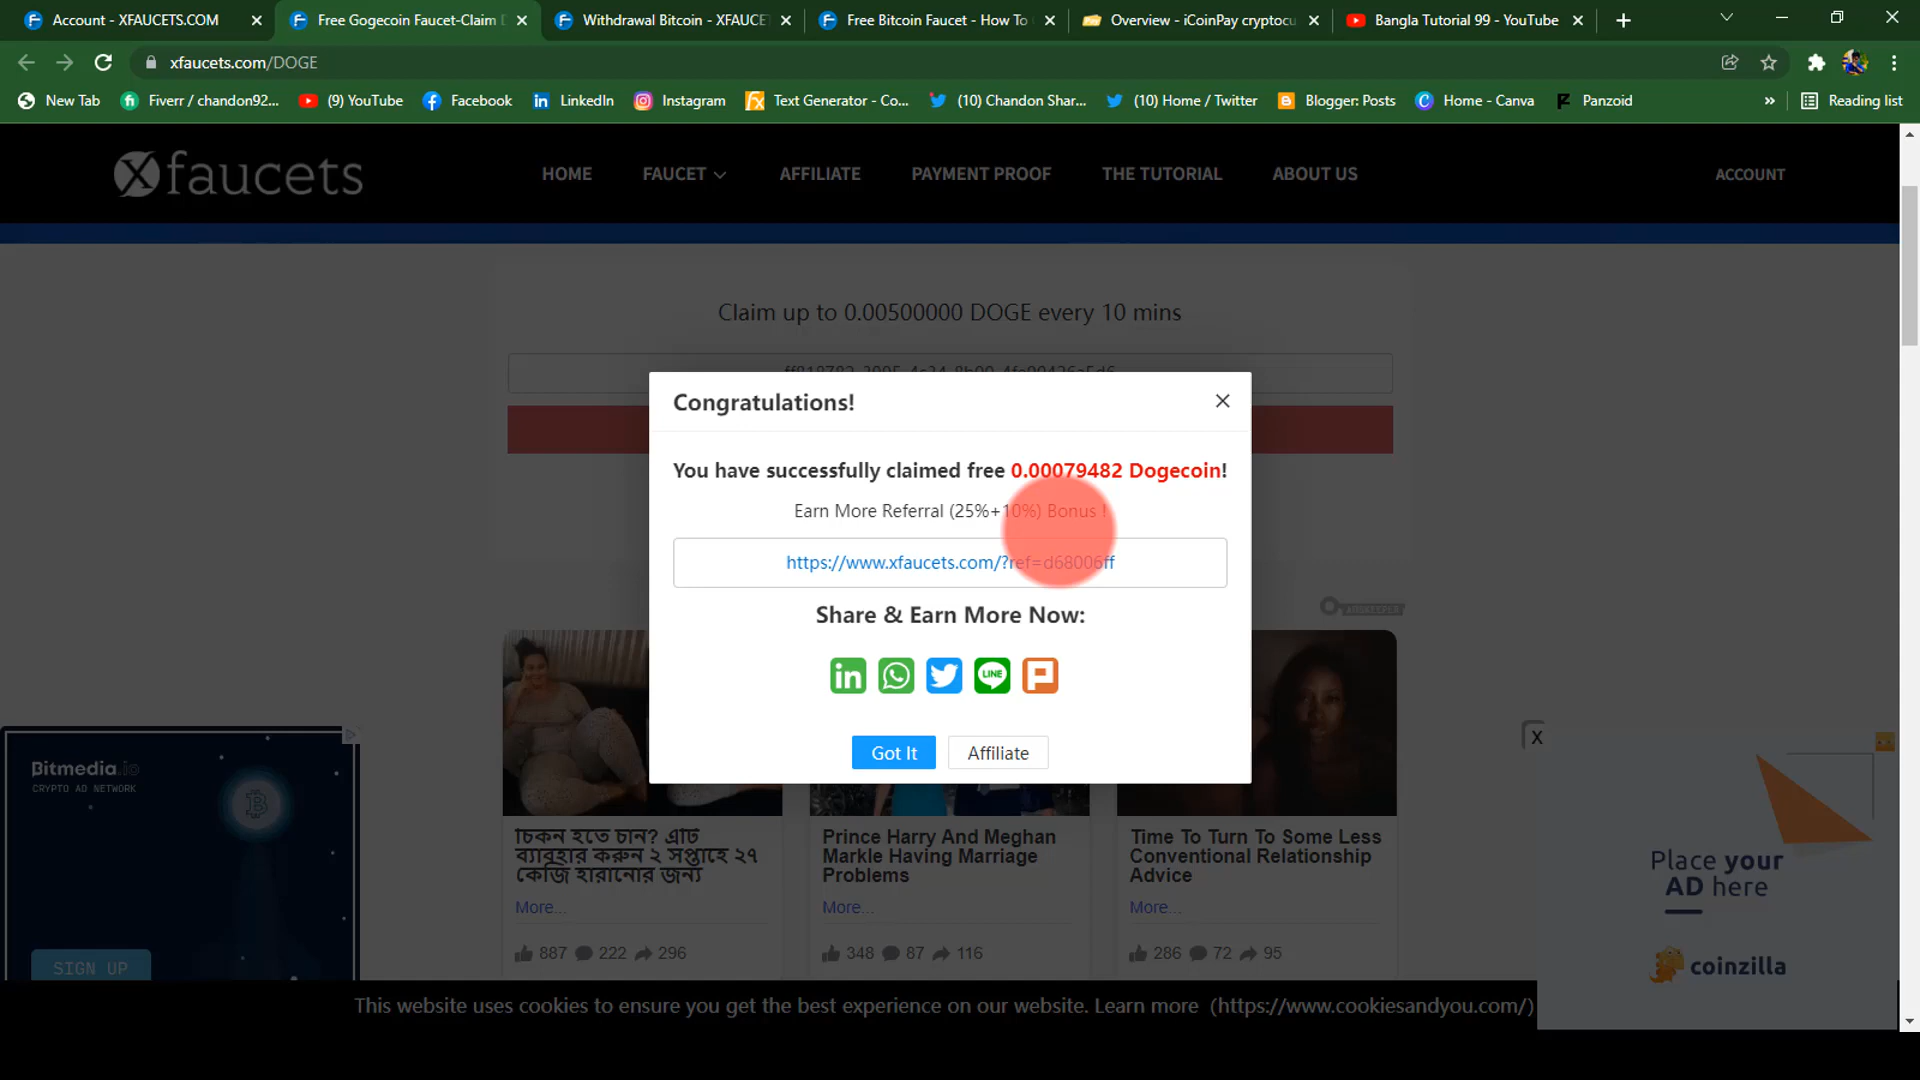 Account - XFAUCETS.COM
Free Gogecoin Faucet-Claim
Withdrawal Bitcoin - XFAUCE
Free Bitcoin Faucet - How To
Overview - iCoinPay cryptocu
Bangla Tutorial 99 - YouTube
xfaucets.com/DOGE
New Tab
Fiverr / chandon92...
(9) YouTube
Facebook
LinkedIn
Instagram
Text Generator - Co...
(10) Chandon Shar...
(10) Home / Twitter
Blogger: Posts
Home - Canva
Panzoid
»
Reading list
xfaucets
HOME
FAUCET
AFFILIATE
PAYMENT PROOF
THE TUTORIAL
ABOUT US
ACCOUNT
Claim up to 0.00500000 DOGE every 10 mins
Congratulations!
You have successfully claimed free 0.00079482 Dogecoin!
Earn More Referral (25%+10%) Bonus !
https://www.xfaucets.com/?ref=d68006ff
Share & Earn More Now:
LINE
Got It
Affiliate
ADSKEEPER
Bitmedia.io
CRYPTO AD NETWORK
SIGN UP
চিকন হতে চান? এটি
ব্যবহার করুন ২ সপ্তাহে ২৭
কেজি হারানোর জন্য
More...
887 222 296
Prince Harry And Meghan
Markle Having Marriage
Problems
More...
348 87 116
Time To Turn To Some Less
Conventional Relationship
Advice
More...
286 72 95
X
Place your
AD here
coinzilla
This website uses cookies to ensure you get the best experience on our website. Learn more (https://www.cookiesandyou.com/)